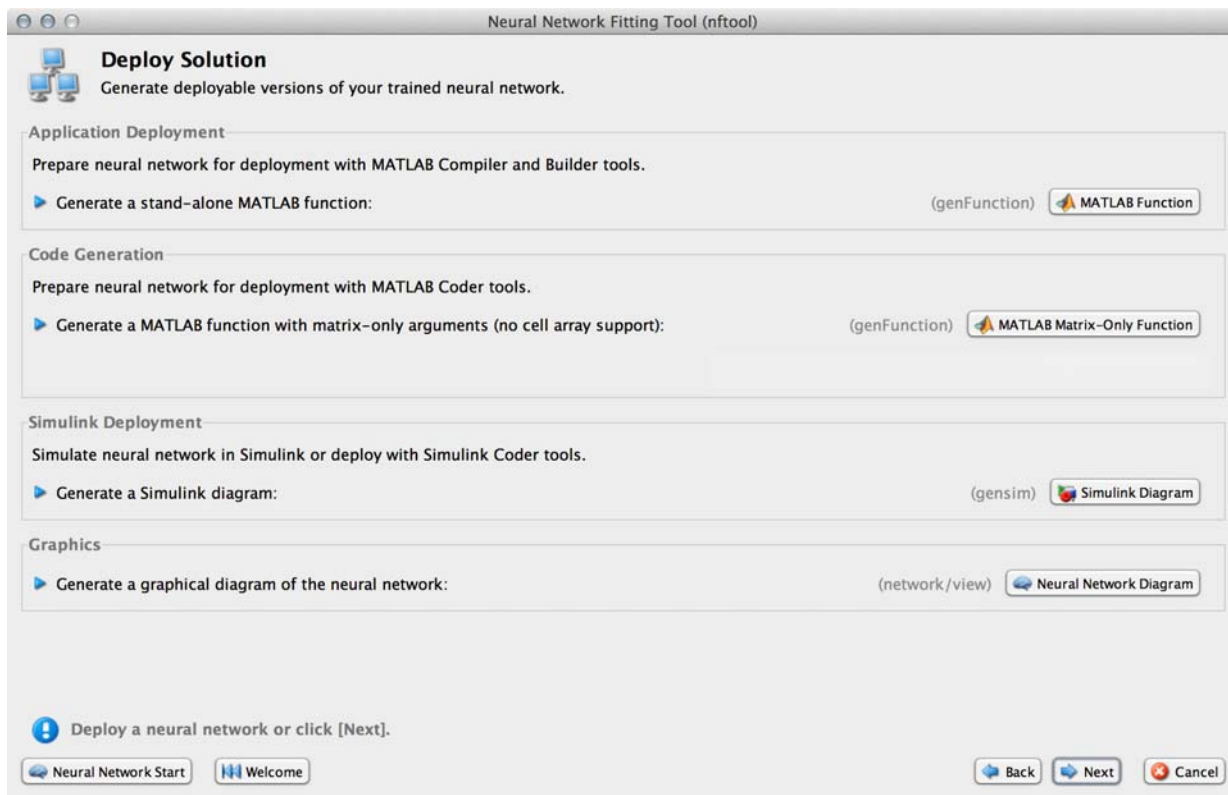 Neural Network Fitting Tool (nftool)
Deploy Solution
Generate deployable versions of your trained neural network.
Application Deployment
Prepare neural network for deployment with MATLAB Compiler and Builder tools.
Generate a stand-alone MATLAB function: (genFunction) MATLAB Function
Code Generation
Prepare neural network for deployment with MATLAB Coder tools.
Generate a MATLAB function with matrix-only arguments (no cell array support): (genFunction) MATLAB Matrix-Only Function
Simulink Deployment
Simulate neural network in Simulink or deploy with Simulink Coder tools.
Generate a Simulink diagram: (gensim) Simulink Diagram
Graphics
Generate a graphical diagram of the neural network: (network/view) Neural Network Diagram
Deploy a neural network or click [Next].
Neural Network Start Welcome Back Next Cancel